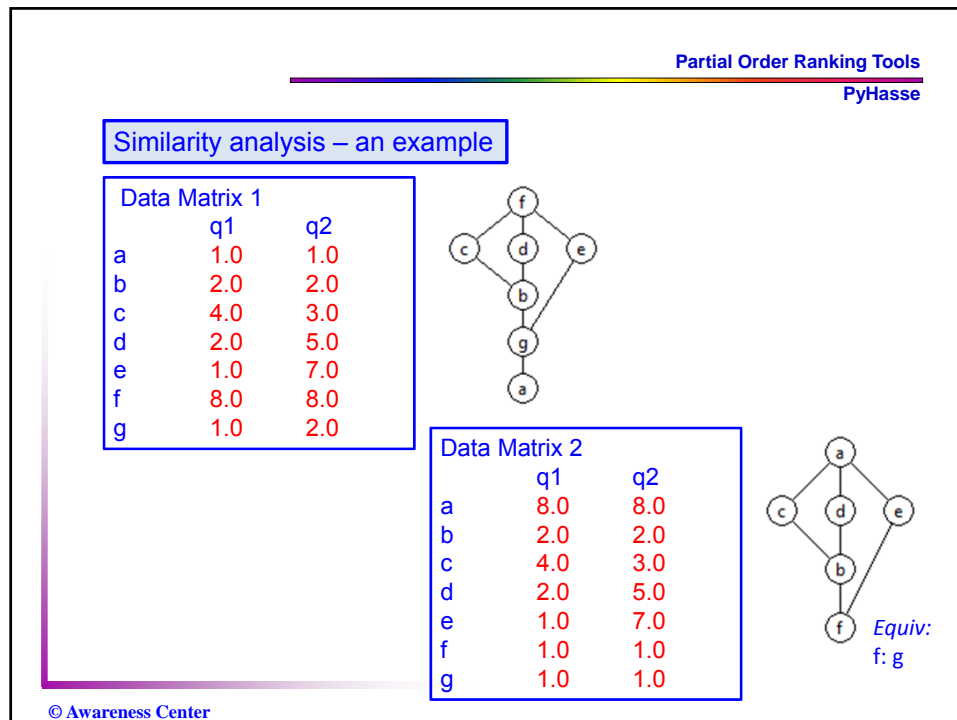 Partial Order Ranking Tools
PyHasse
Similarity analysis – an example
Data Matrix 1
q1 q2
a 1.0 1.0
b 2.0 2.0
c 4.0 3.0
d 2.0 5.0
e 1.0 7.0
f 8.0 8.0
g 1.0 2.0
f
c d e
b
g
a
Data Matrix 2
q1 q2
a 8.0 8.0
b 2.0 2.0
c 4.0 3.0
d 2.0 5.0
e 1.0 7.0
f 1.0 1.0
g 1.0 1.0
a
c d e
b
f
Equiv:
f: g
© Awareness Center